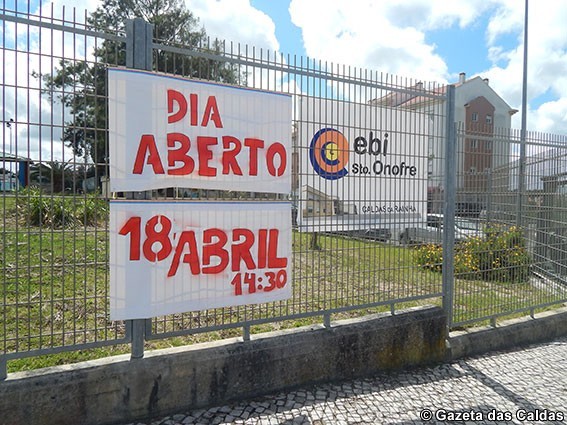 DIA
ABERTO
18 ABRIL
14:30
ebi
sto. Onofre
CALDAS DA RAINHA
© Gazeta das Caldas